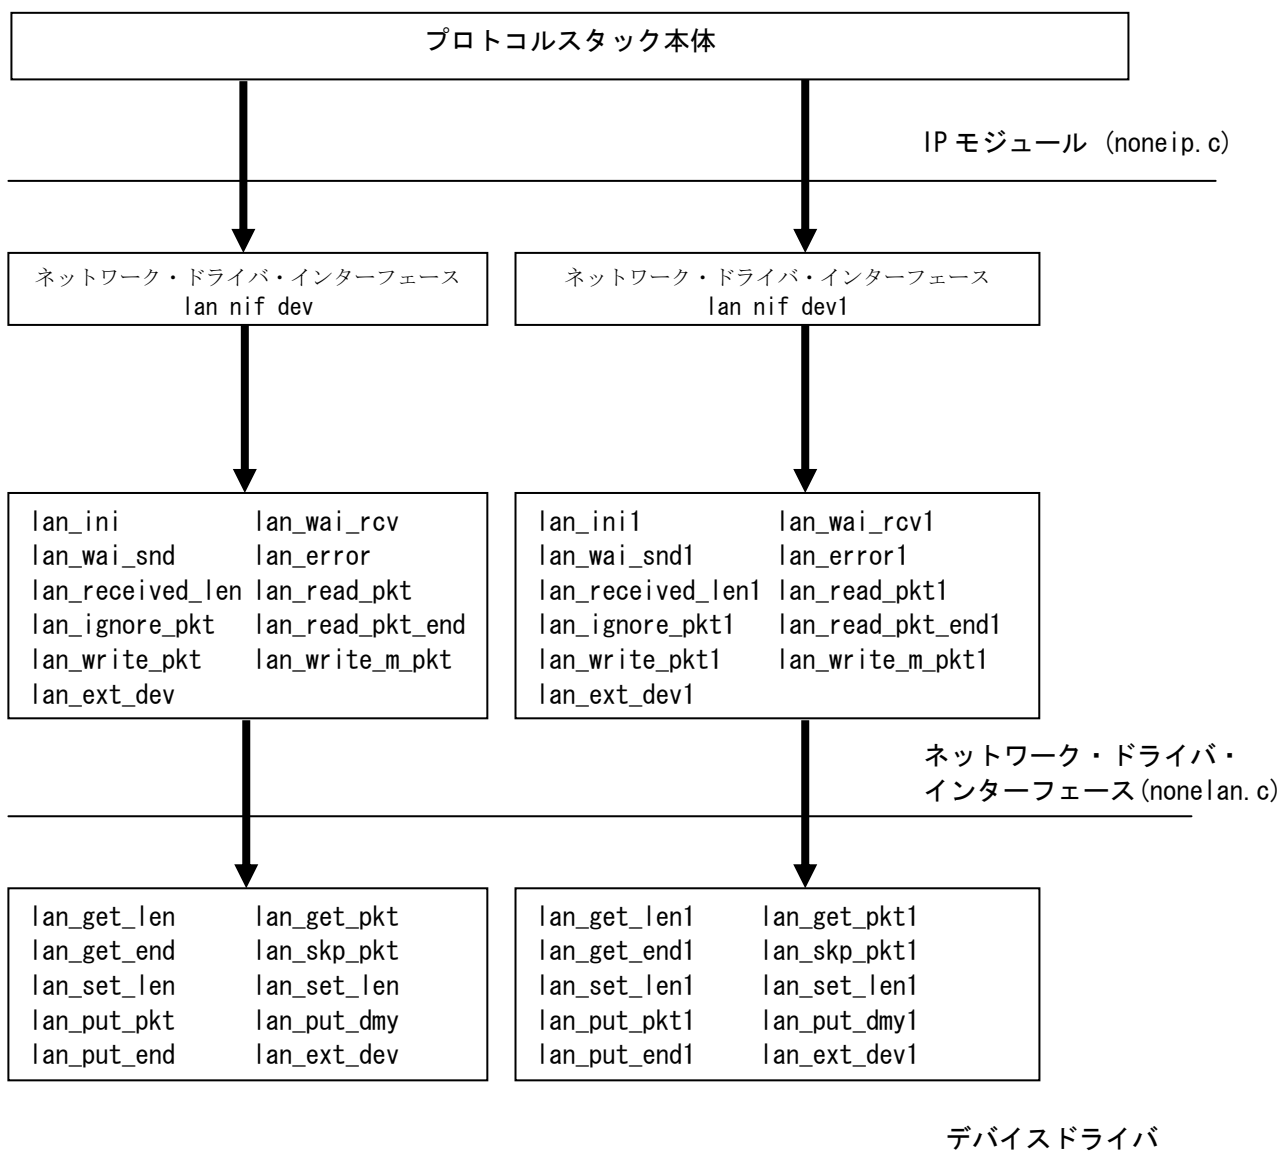 プロトコルスタック本体
IPモジュール (noneip.c)
ネットワーク・ドライバ・インターフェース
lan nif dev
ネットワーク・ドライバ・インターフェース
lan nif dev1
lan_ini lan_wai_rcv
lan_wai_snd lan_error
lan_received_len lan_read_pkt
lan_ignore_pkt lan_read_pkt_end
lan_write_pkt lan_write_m_pkt
lan_ext_dev
lan_ini1 lan_wai_rcv1
lan_wai_snd1 lan_error1
lan_received_len1 lan_read_pkt1
lan_ignore_pkt1 lan_read_pkt_end1
lan_write_pkt1 lan_write_m_pkt1
lan_ext_dev1
ネットワーク・ドライバ・
インターフェース(nonelan.c)
lan_get_len lan_get_pkt
lan_get_end lan_skp_pkt
lan_set_len lan_set_len
lan_put_pkt lan_put_dmy
lan_put_end lan_ext_dev
lan_get_len1 lan_get_pkt1
lan_get_end1 lan_skp_pkt1
lan_set_len1 lan_set_len1
lan_put_pkt1 lan_put_dmy1
lan_put_end1 lan_ext_dev1
デバイスドライバ